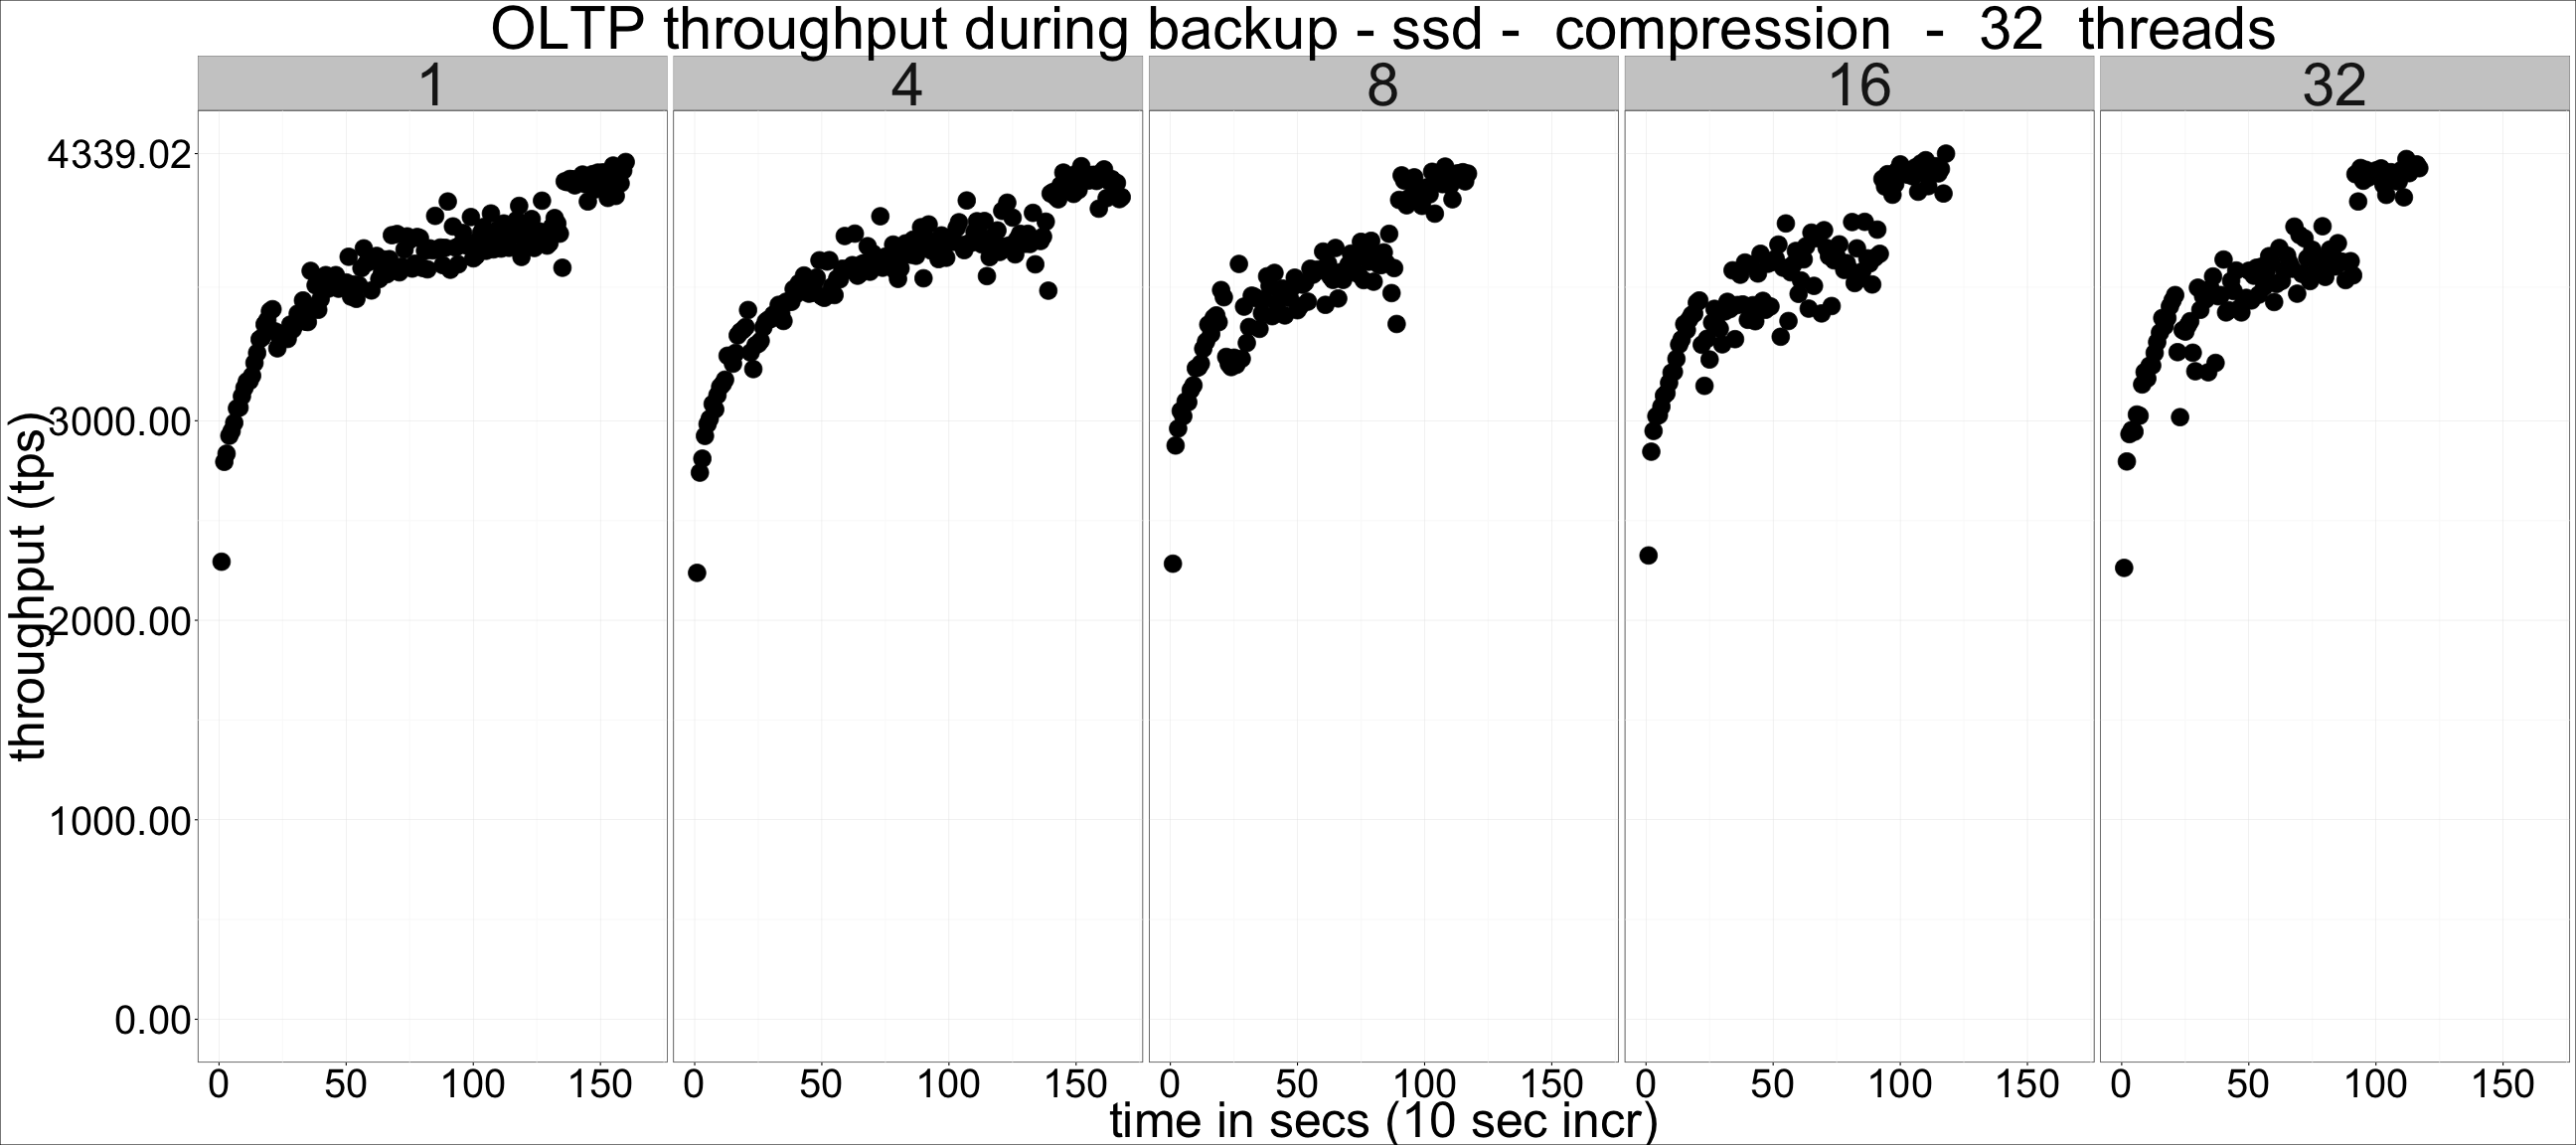 OLTP throughput during backup - ssd -  compression  -  32  threads
1 4 8 16 32
throughput (tps)
4339.02
3000.00
2000.00
1000.00
0.00
0 50 100 150 0 50 100 150 0 50 100 150 0 50 100 150 0 50 100 150
time in secs (10 sec incr)